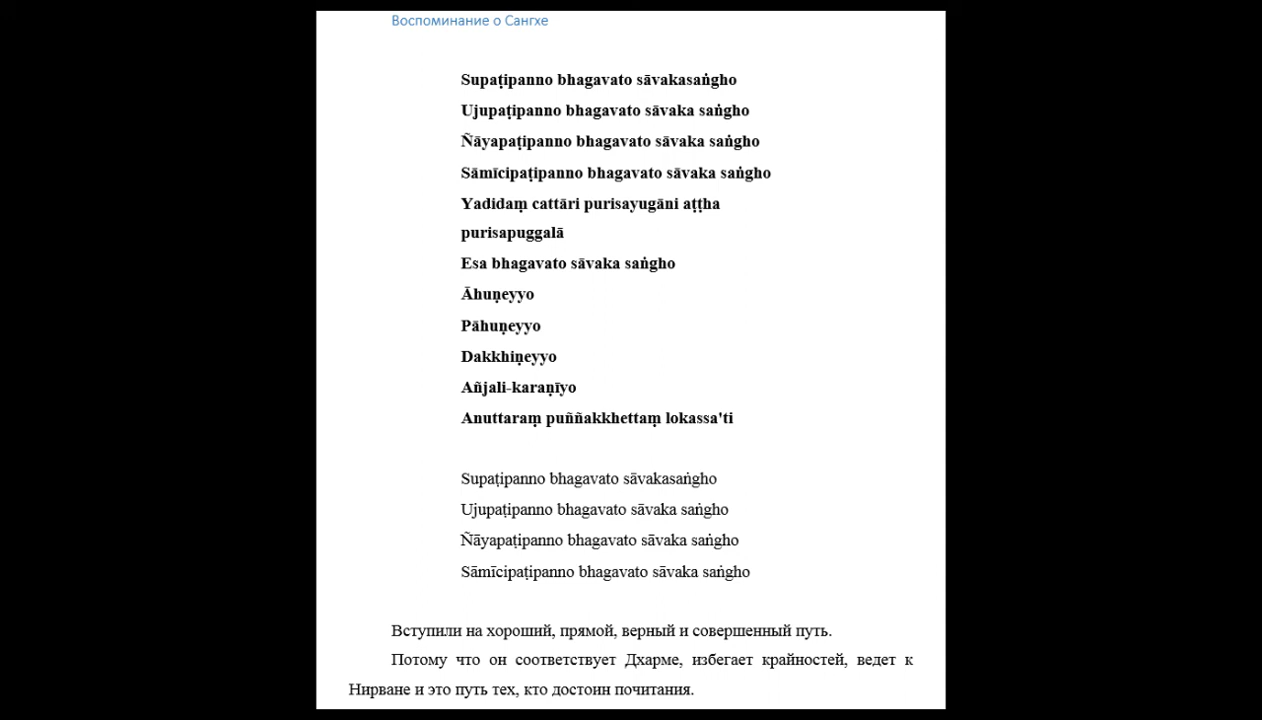 Воспоминание о Сангхе
Supaṭipanno bhagavato sāvakasaṅgho
Ujupaṭipanno bhagavato sāvaka saṅgho
Ñāyapaṭipanno bhagavato sāvaka saṅgho
Sāmīcipaṭipanno bhagavato sāvaka saṅgho
Yadidaṃ cattāri purisayugāni aṭṭha
purisapuggalā
Esa bhagavato sāvaka saṅgho
Āhuṇeyyo
Pāhuṇeyyo
Dakkhiṇeyyo
Añjali-karaṇīyo
Anuttaraṃ puññakkhettaṃ lokassa'ti
Supaṭipanno bhagavato sāvakasaṅgho
Ujupaṭipanno bhagavato sāvaka saṅgho
Ñāyapaṭipanno bhagavato sāvaka saṅgho
Sāmīcipaṭipanno bhagavato sāvaka saṅgho
Вступили на хороший, прямой, верный и совершенный путь.
Потому что он соответствует Дхарме, избегает крайностей, ведет к
Нирване и это путь тех, кто достоин почитания.